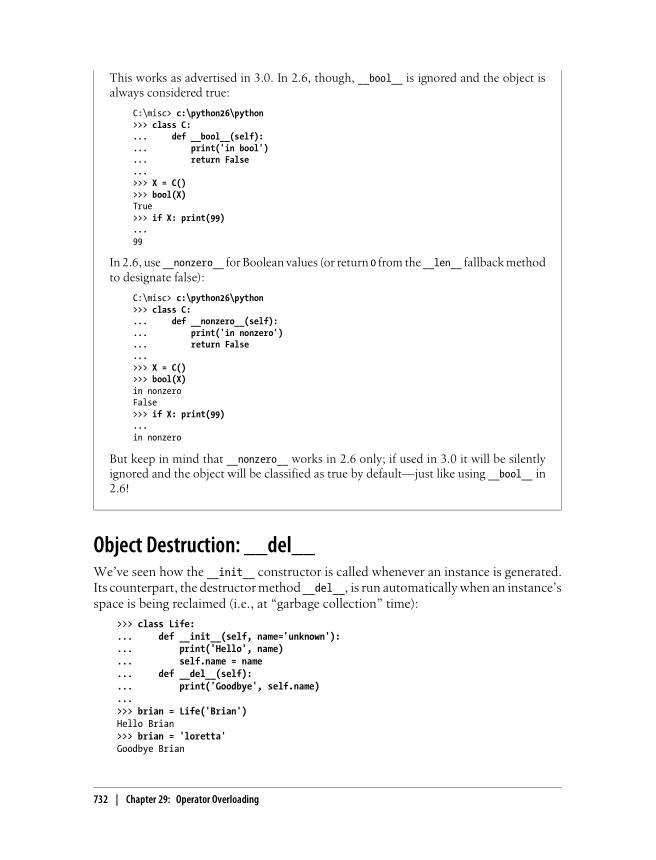 This works as advertised in 3.0. In 2.6, though, __bool__ is ignored and the object is
always considered true:
C:\misc> c:\python26\python
>>> class C:
...     def __bool__(self):
...         print('in bool')
...         return False
...
>>> X = C()
>>> bool(X)
True
>>> if X: print(99)
...
99
In 2.6, use __nonzero__ for Boolean values (or return 0 from the __len__ fallback method
to designate false):
C:\misc> c:\python26\python
>>> class C:
...     def __nonzero__(self):
...         print('in nonzero')
...         return False
...
>>> X = C()
>>> bool(X)
in nonzero
False
>>> if X: print(99)
...
in nonzero
But keep in mind that __nonzero__ works in 2.6 only; if used in 3.0 it will be silently
ignored and the object will be classified as true by default—just like using __bool__ in
2.6!
Object Destruction: __del__
We’ve seen how the __init__ constructor is called whenever an instance is generated.
Its counterpart, the destructor method __del__, is run automatically when an instance’s
space is being reclaimed (i.e., at “garbage collection” time):
>>> class Life:
...     def __init__(self, name='unknown'):
...         print('Hello', name)
...         self.name = name
...     def __del__(self):
...         print('Goodbye', self.name)
...
>>> brian = Life('Brian')
Hello Brian
>>> brian = 'loretta'
Goodbye Brian
732 | Chapter 29: Operator Overloading